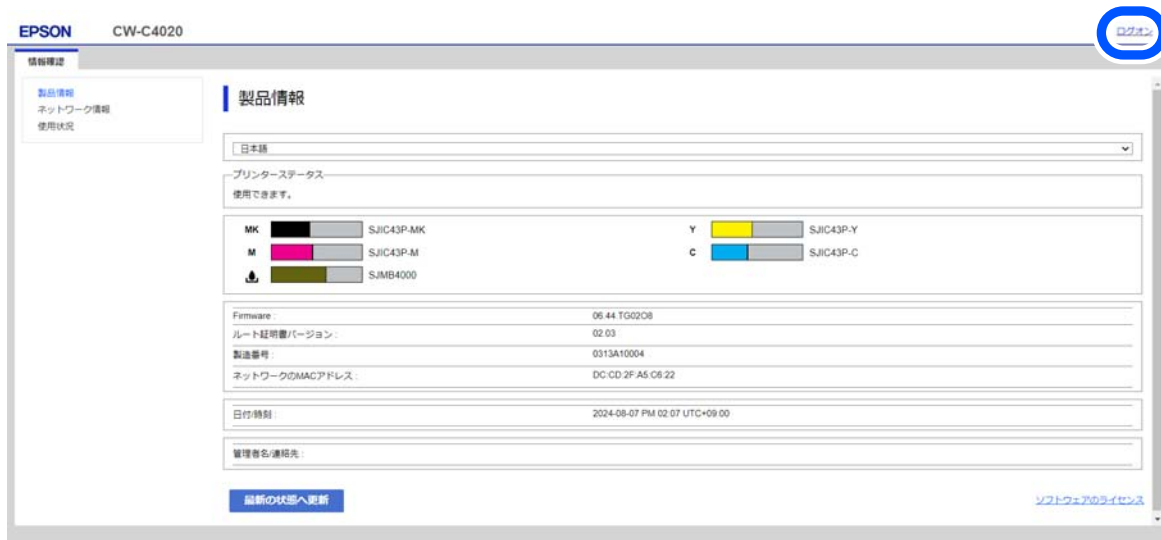 EPSON CW-C4020
ログオン
情報確認
製品情報
ネットワーク情報
使用状況
製品情報
日本語
プリンターステータス
使用できます。
MK SJIC43P-MK
Y SJIC43P-Y
M SJIC43P-M
C SJIC43P-C
SJMB4000
Firmware : 06.44.TG02O8
ルート証明書バージョン : 02.03
製造番号 : 0313A10004
ネットワークのMACアドレス : DC:CD:2F:A5:C6:22
日付/時刻 : 2024-08-07 PM 02:07 UTC+09:00
管理者名/連絡先 :
最新の状態へ更新
ソフトウェアのライセンス